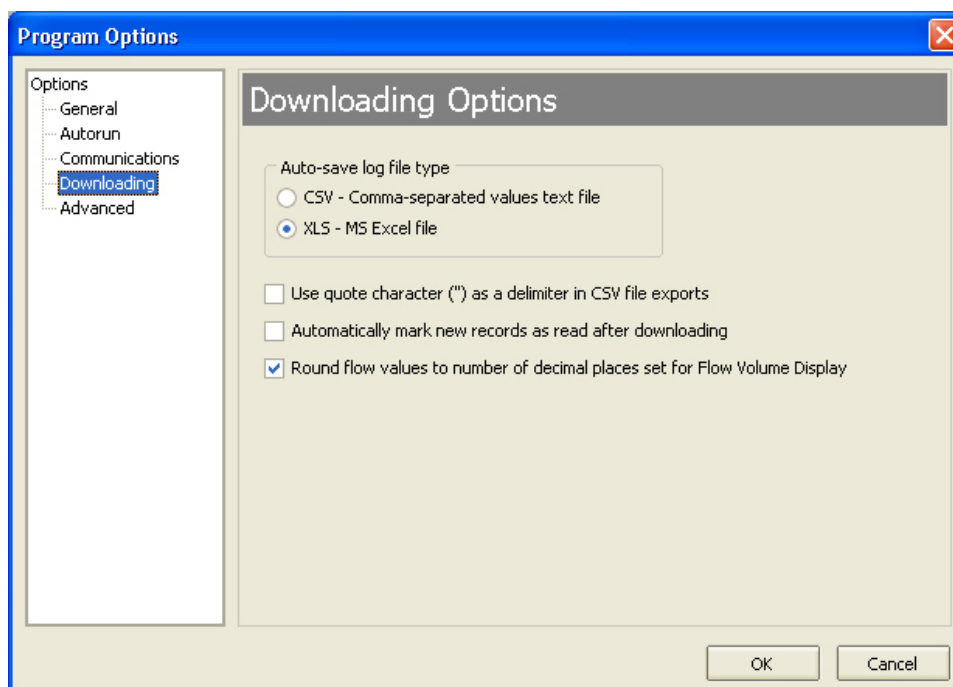 Program Options
Options
General
Autorun
Communications
Downloading
Advanced
Downloading Options
Auto-save log file type
CSV - Comma-separated values text file
XLS - MS Excel file
Use quote character (") as a delimiter in CSV file exports
Automatically mark new records as read after downloading
Round flow values to number of decimal places set for Flow Volume Display
OK
Cancel